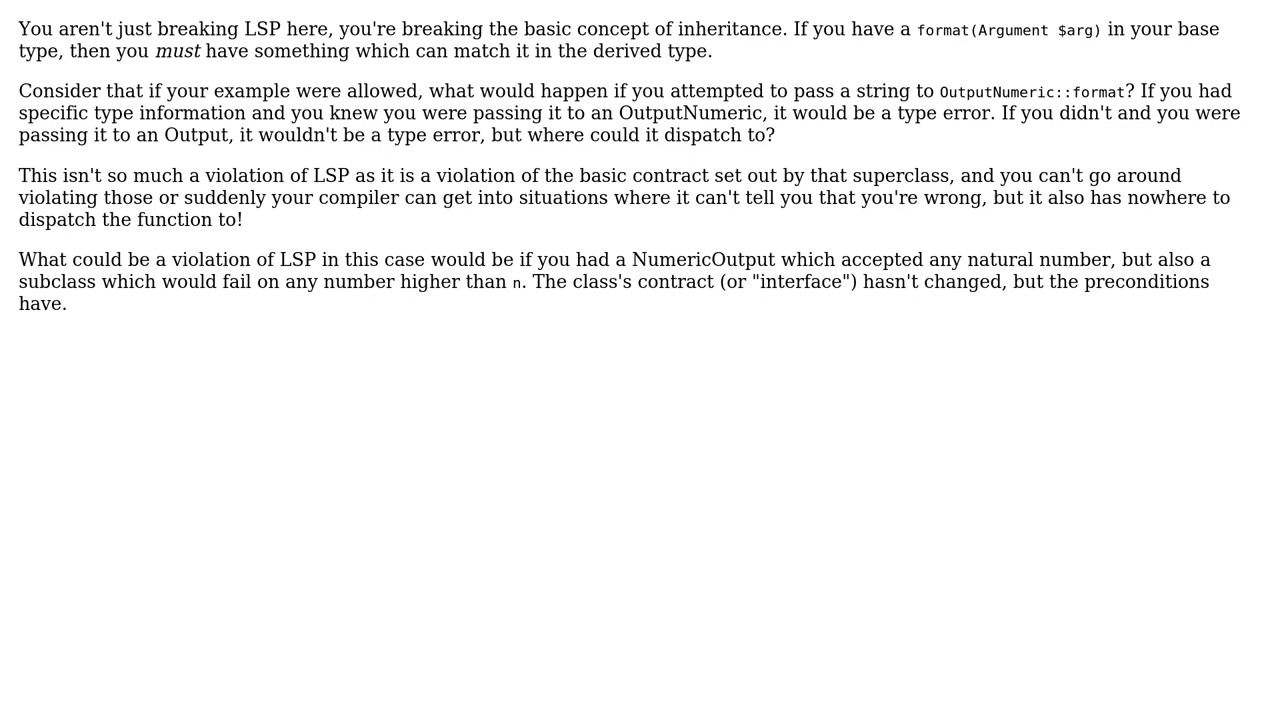 You aren't just breaking LSP here, you're breaking the basic concept of inheritance. If you have a format(Argument $arg) in your base
type, then you must have something which can match it in the derived type.
Consider that if your example were allowed, what would happen if you attempted to pass a string to OutputNumeric::format? If you had
specific type information and you knew you were passing it to an OutputNumeric, it would be a type error. If you didn't and you were
passing it to an Output, it wouldn't be a type error, but where could it dispatch to?
This isn't so much a violation of LSP as it is a violation of the basic contract set out by that superclass, and you can't go around
violating those or suddenly your compiler can get into situations where it can't tell you that you're wrong, but it also has nowhere to
dispatch the function to!
What could be a violation of LSP in this case would be if you had a NumericOutput which accepted any natural number, but also a
subclass which would fail on any number higher than n. The class's contract (or "interface") hasn't changed, but the preconditions
have.